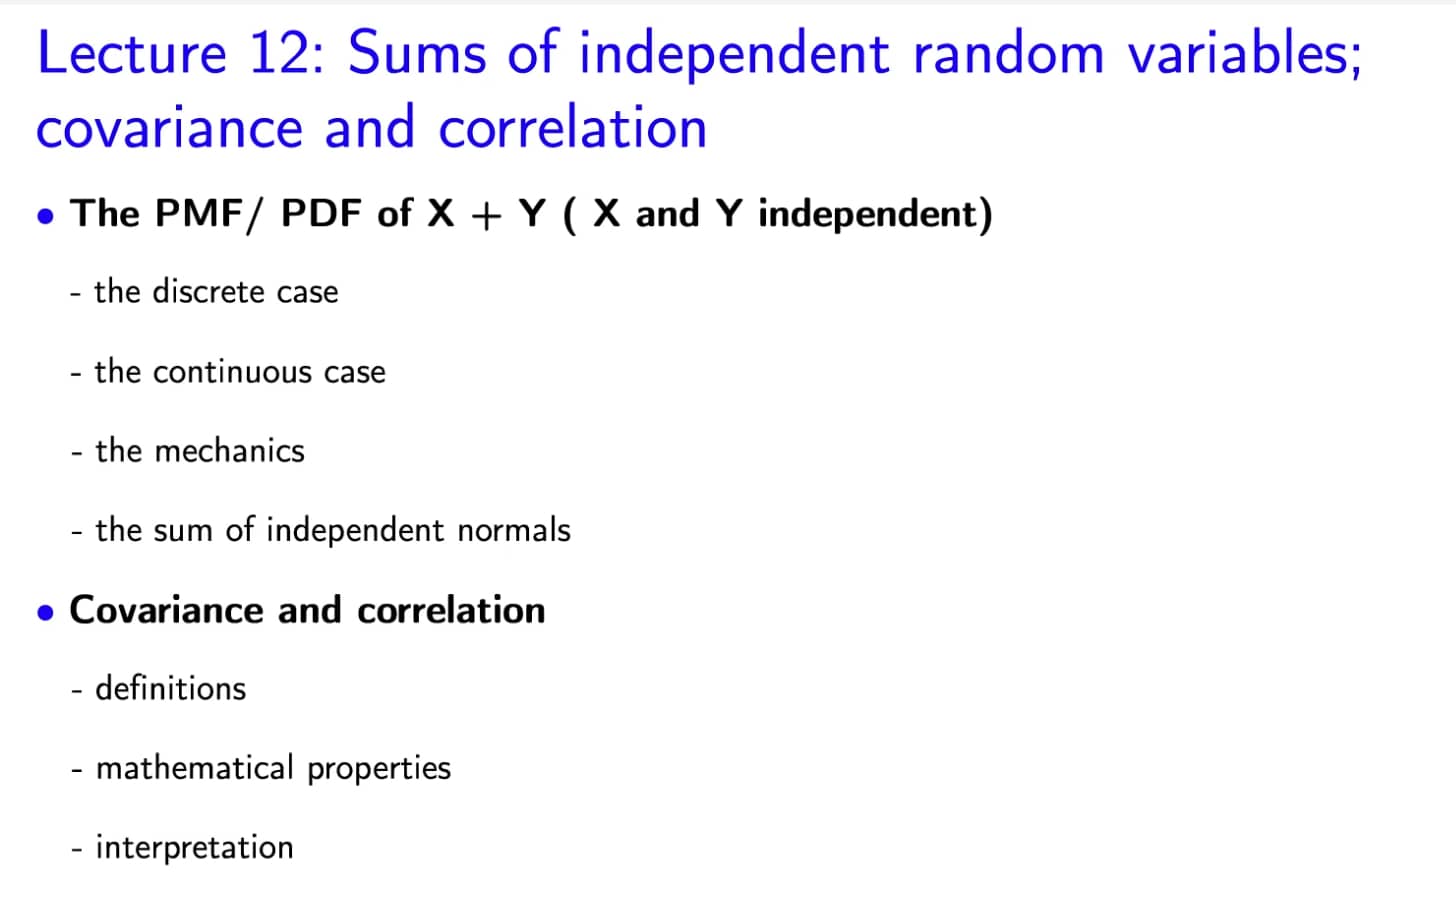 Lecture 12: Sums of independent random variables;
covariance and correlation
• The PMF/ PDF of X + Y ( X and Y independent)
- the discrete case
- the continuous case
- the mechanics
- the sum of independent normals
• Covariance and correlation
- definitions
- mathematical properties
- interpretation